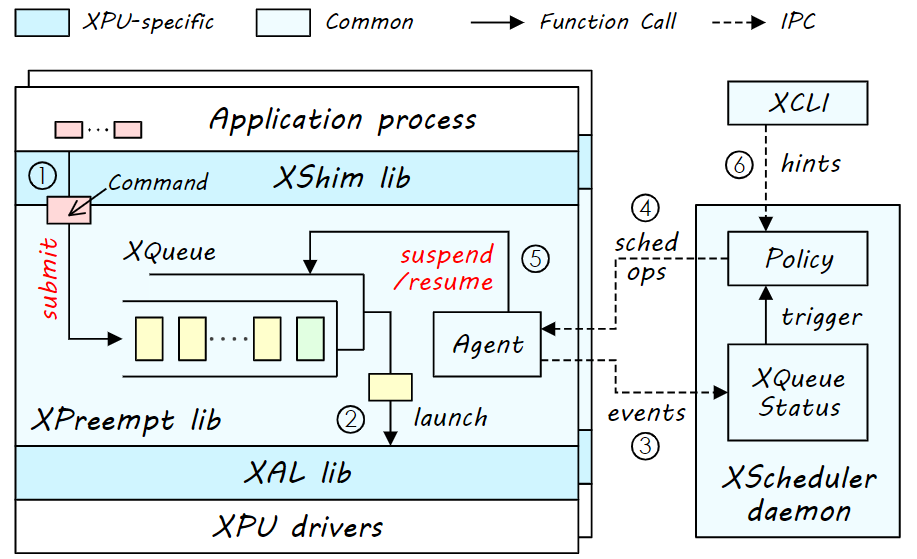 XPU-specific
Common
Function Call
IPC
Application process
①
Command
XShim lib
submit
XQueue
suspend
/resume
⑤
Agent
②
launch
XPreempt lib
XAL lib
XPU drivers
④
sched
ops
events
③
XCLI
⑥
hints
Policy
trigger
XQueue
Status
XScheduler
daemon